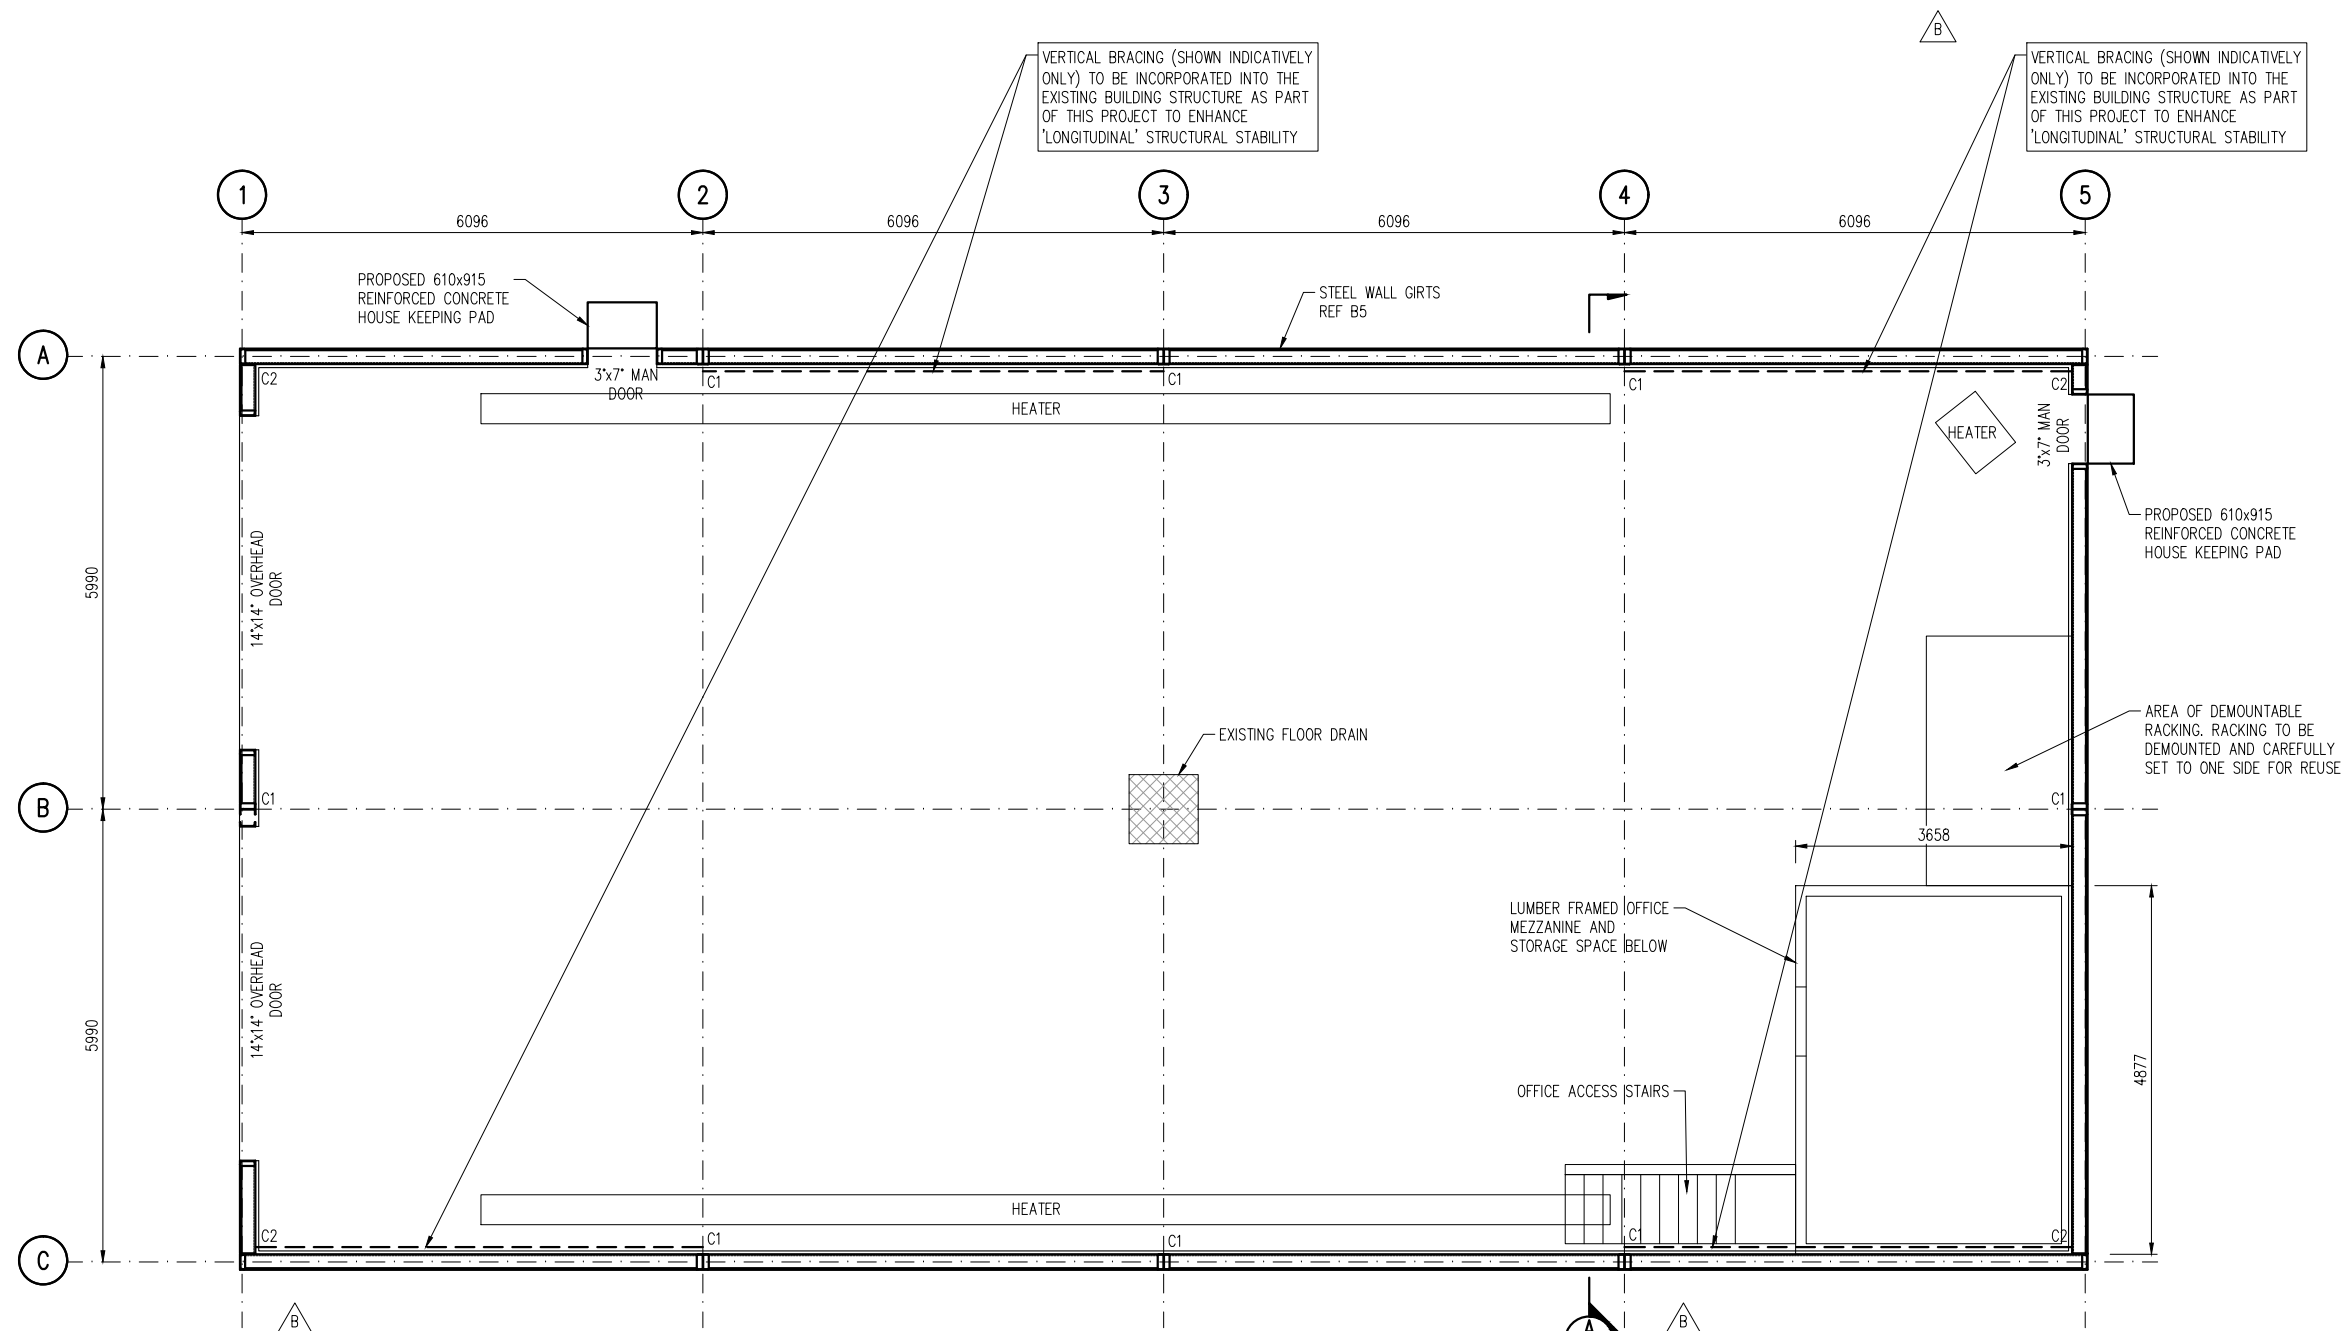 B
VERTICAL BRACING (SHOWN INDICATIVELY
ONLY) TO BE INCORPORATED INTO THE
EXISTING BUILDING STRUCTURE AS PART
OF THIS PROJECT TO ENHANCE
'LONGITUDINAL' STRUCTURAL STABILITY
VERTICAL BRACING (SHOWN INDICATIVELY
ONLY) TO BE INCORPORATED INTO THE
EXISTING BUILDING STRUCTURE AS PART
OF THIS PROJECT TO ENHANCE
'LONGITUDINAL' STRUCTURAL STABILITY
1
2
3
4
5
6096
6096
6096
6096
PROPOSED 610x915
REINFORCED CONCRETE
HOUSE KEEPING PAD
STEEL WALL GIRTS
REF B5
A
C2
3"x7" MAN
DOOR
C1
C1
C1
C2
HEATER
HEATER
3"x7" MAN
DOOR
PROPOSED 610x915
REINFORCED CONCRETE
HOUSE KEEPING PAD
5990
14"x14" OVERHEAD
DOOR
AREA OF DEMOUNTABLE
RACKING. RACKING TO BE
DEMOUNTED AND CAREFULLY
SET TO ONE SIDE FOR REUSE
EXISTING FLOOR DRAIN
B
C1
C1
3658
LUMBER FRAMED OFFICE
MEZZANINE AND
STORAGE SPACE BELOW
14"x14" OVERHEAD
DOOR
5990
4877
OFFICE ACCESS STAIRS
HEATER
C
C2
C1
C1
C1
C2
B
A
B